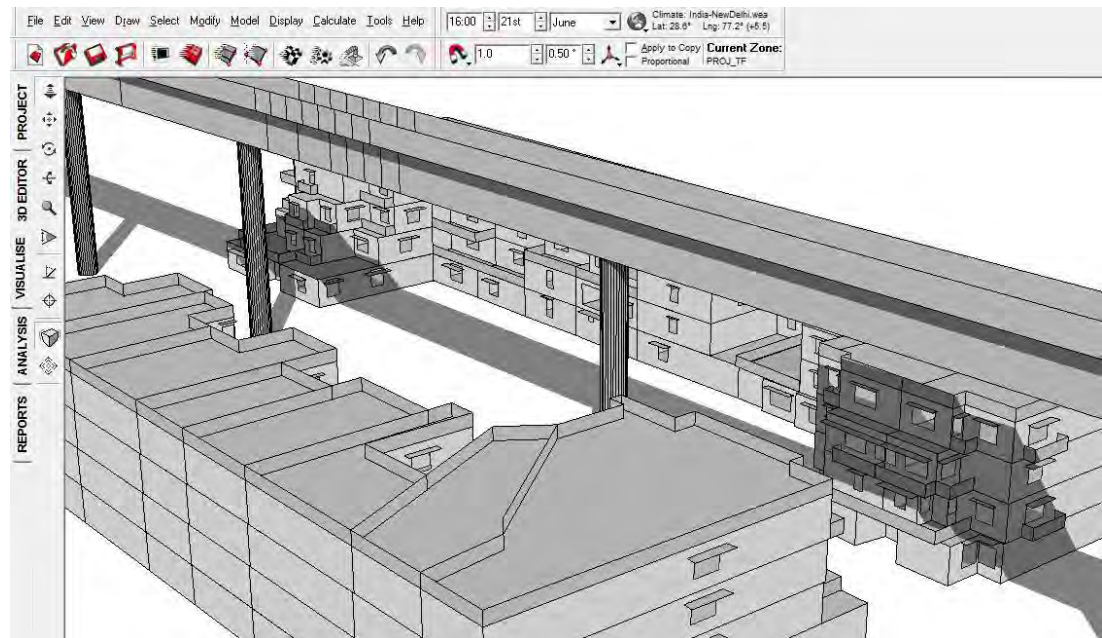 File Edit View Draw Select Modify Model Display Calculate Tools Help
16:00 21st June
Climate: India-NewDelhi.wea
Lat: 28.6° Lng: 77.2° (+5.5)
1.0 0.50° Apply to Copy Current Zone:
Proportional PROJ_TF
PROJECT
3D EDITOR
VISUALISE
ANALYSIS
REPORTS